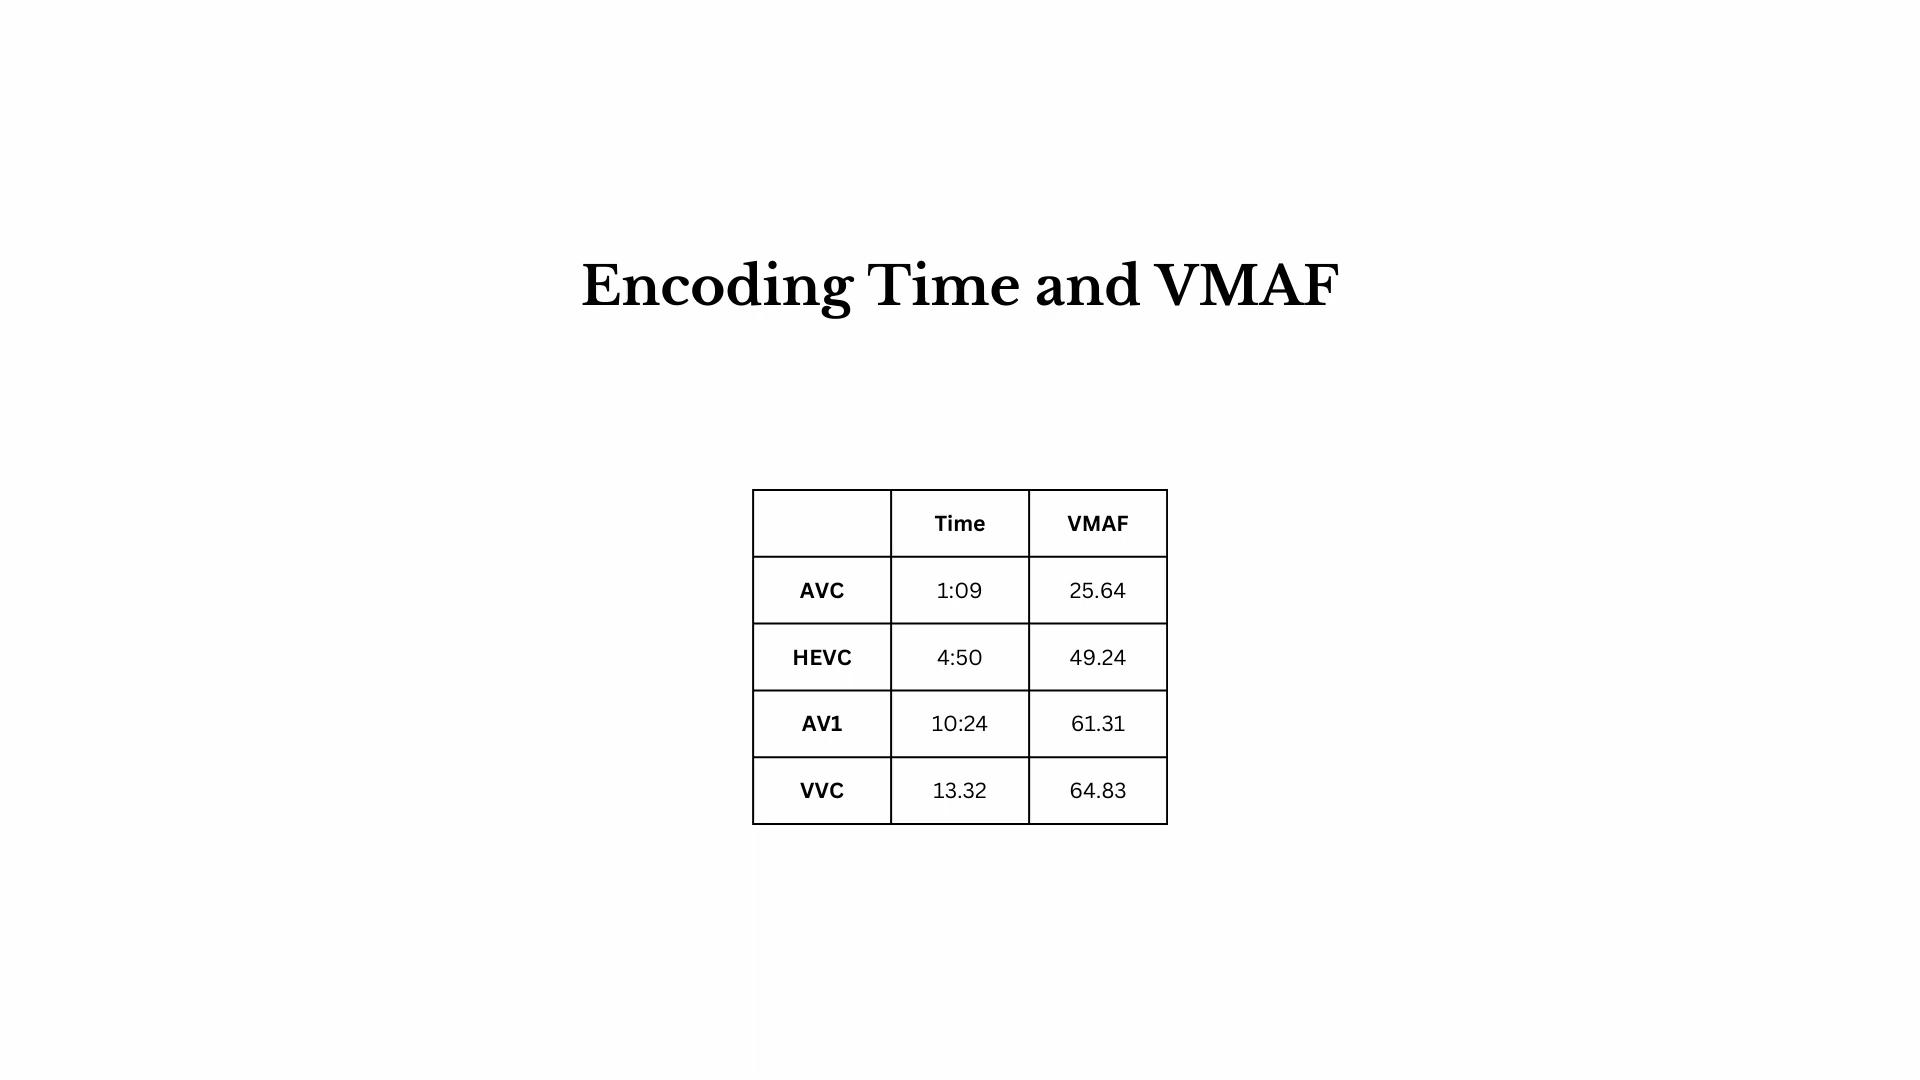 Encoding Time and VMAF
Time VMAF
AVC 1:09 25.64
HEVC 4:50 49.24
AV1 10:24 61.31
VVC 13.32 64.83